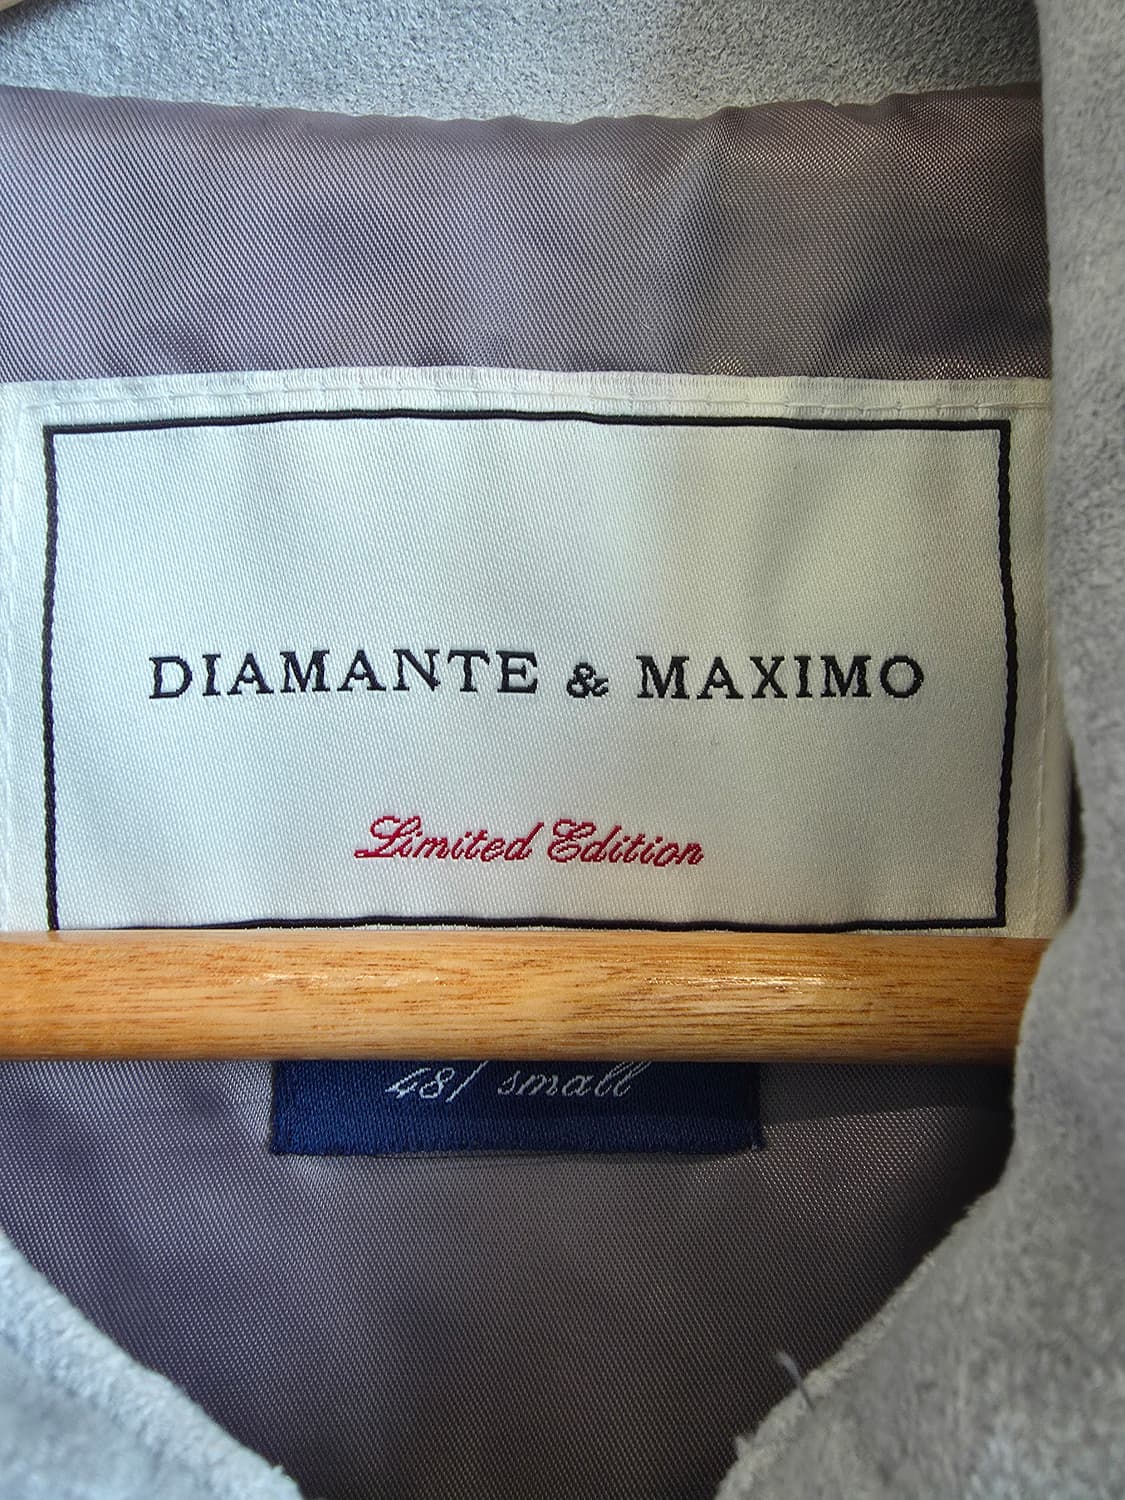 DIAMANTE & MAXIMO
Limited Edition
48/ small